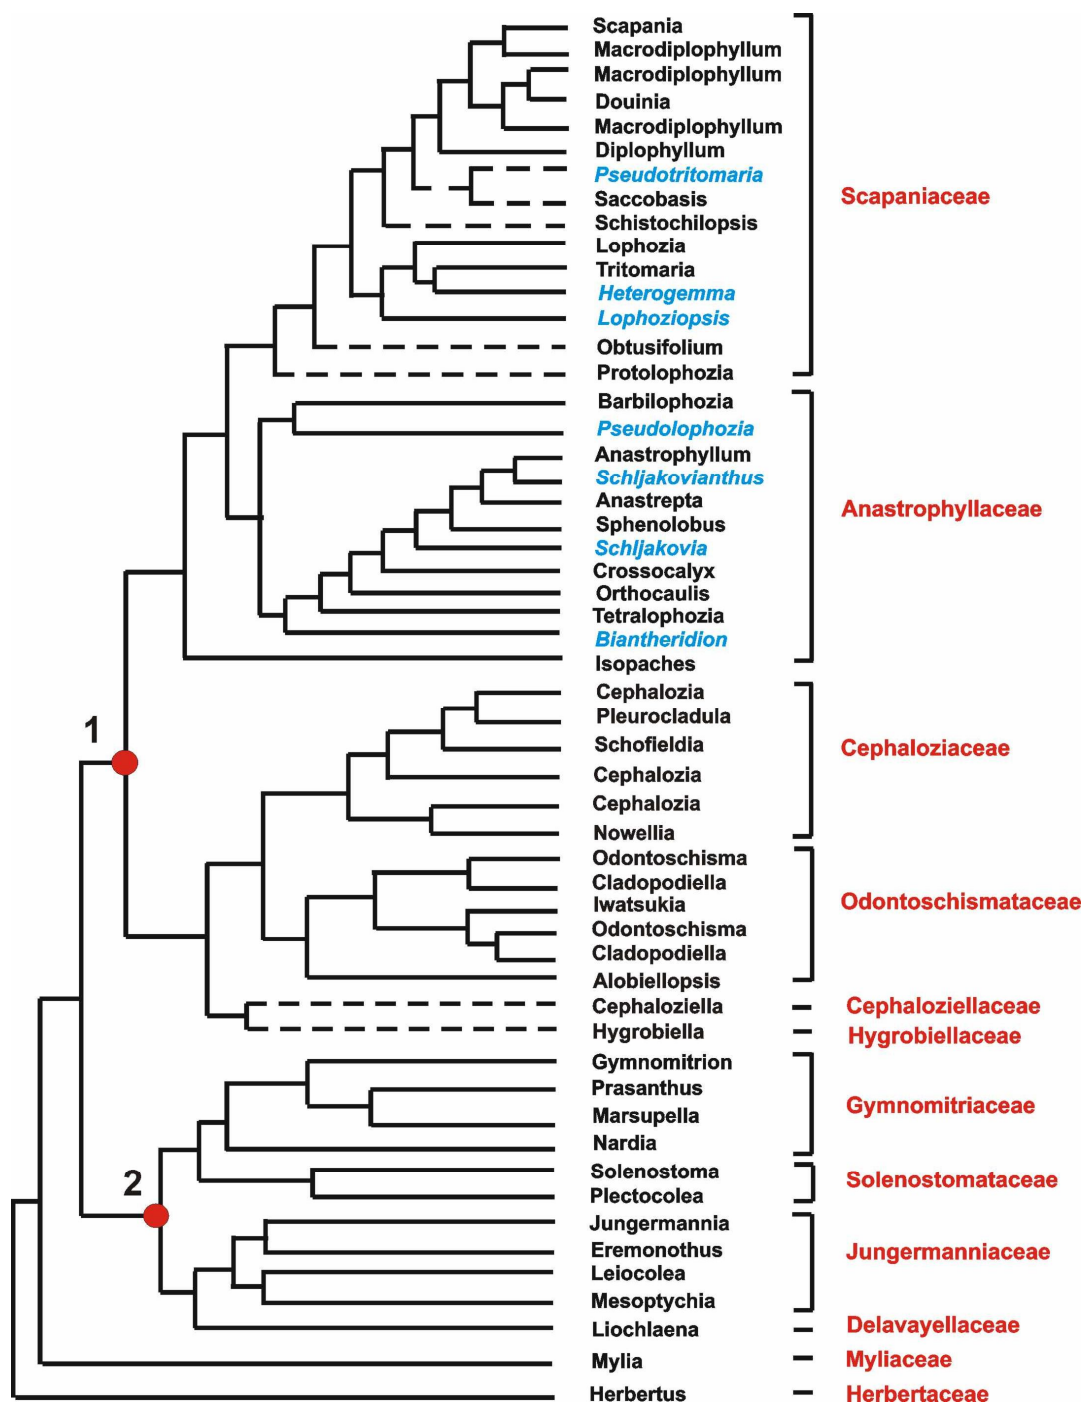 Scapania
Macrodiplophyllum
Macrodiplophyllum
Douinia
Macrodiplophyllum
Diplophyllum
Pseudotritomaria
Saccobasis
Scapaniaceae
Schistochilopsis
Lophozia
Tritomaria
Heterogemma
Lophoziopsis
Obtusifolium
Protolophozia
Barbilophozia
Pseudolophozia
Anastrophyllum
Schljakovianthus
Anastrepta
Anastrophyllaceae
Sphenolobus
Schljakovia
Crossocalyx
Orthocaulis
Tetralophozia
Biantheridion
Isopaches
Cephalozia
Pleurocladula
1
Schofieldia
Cephaloziaceae
Cephalozia
Cephalozia
Nowellia
Odontoschisma
Cladopodiella
Iwatsukia
Odontoschismataceae
Odontoschisma
Cladopodiella
Alobiellopsis
Cephaloziella
Cephaloziellaceae
Hygrobiella
Hygrobiellaceae
Gymnomitrion
Prasanthus
Gymnomitriaceae
Marsupella
Nardia
Solenostoma
2
Solenostomataceae
Plectocolea
Jungermannia
Eremonothus
Jungermanniaceae
Leiocolea
Mesoptychia
Liochlaena
Delavayellaceae
Mylia
Myliaceae
Herbertus
Herbertaceae